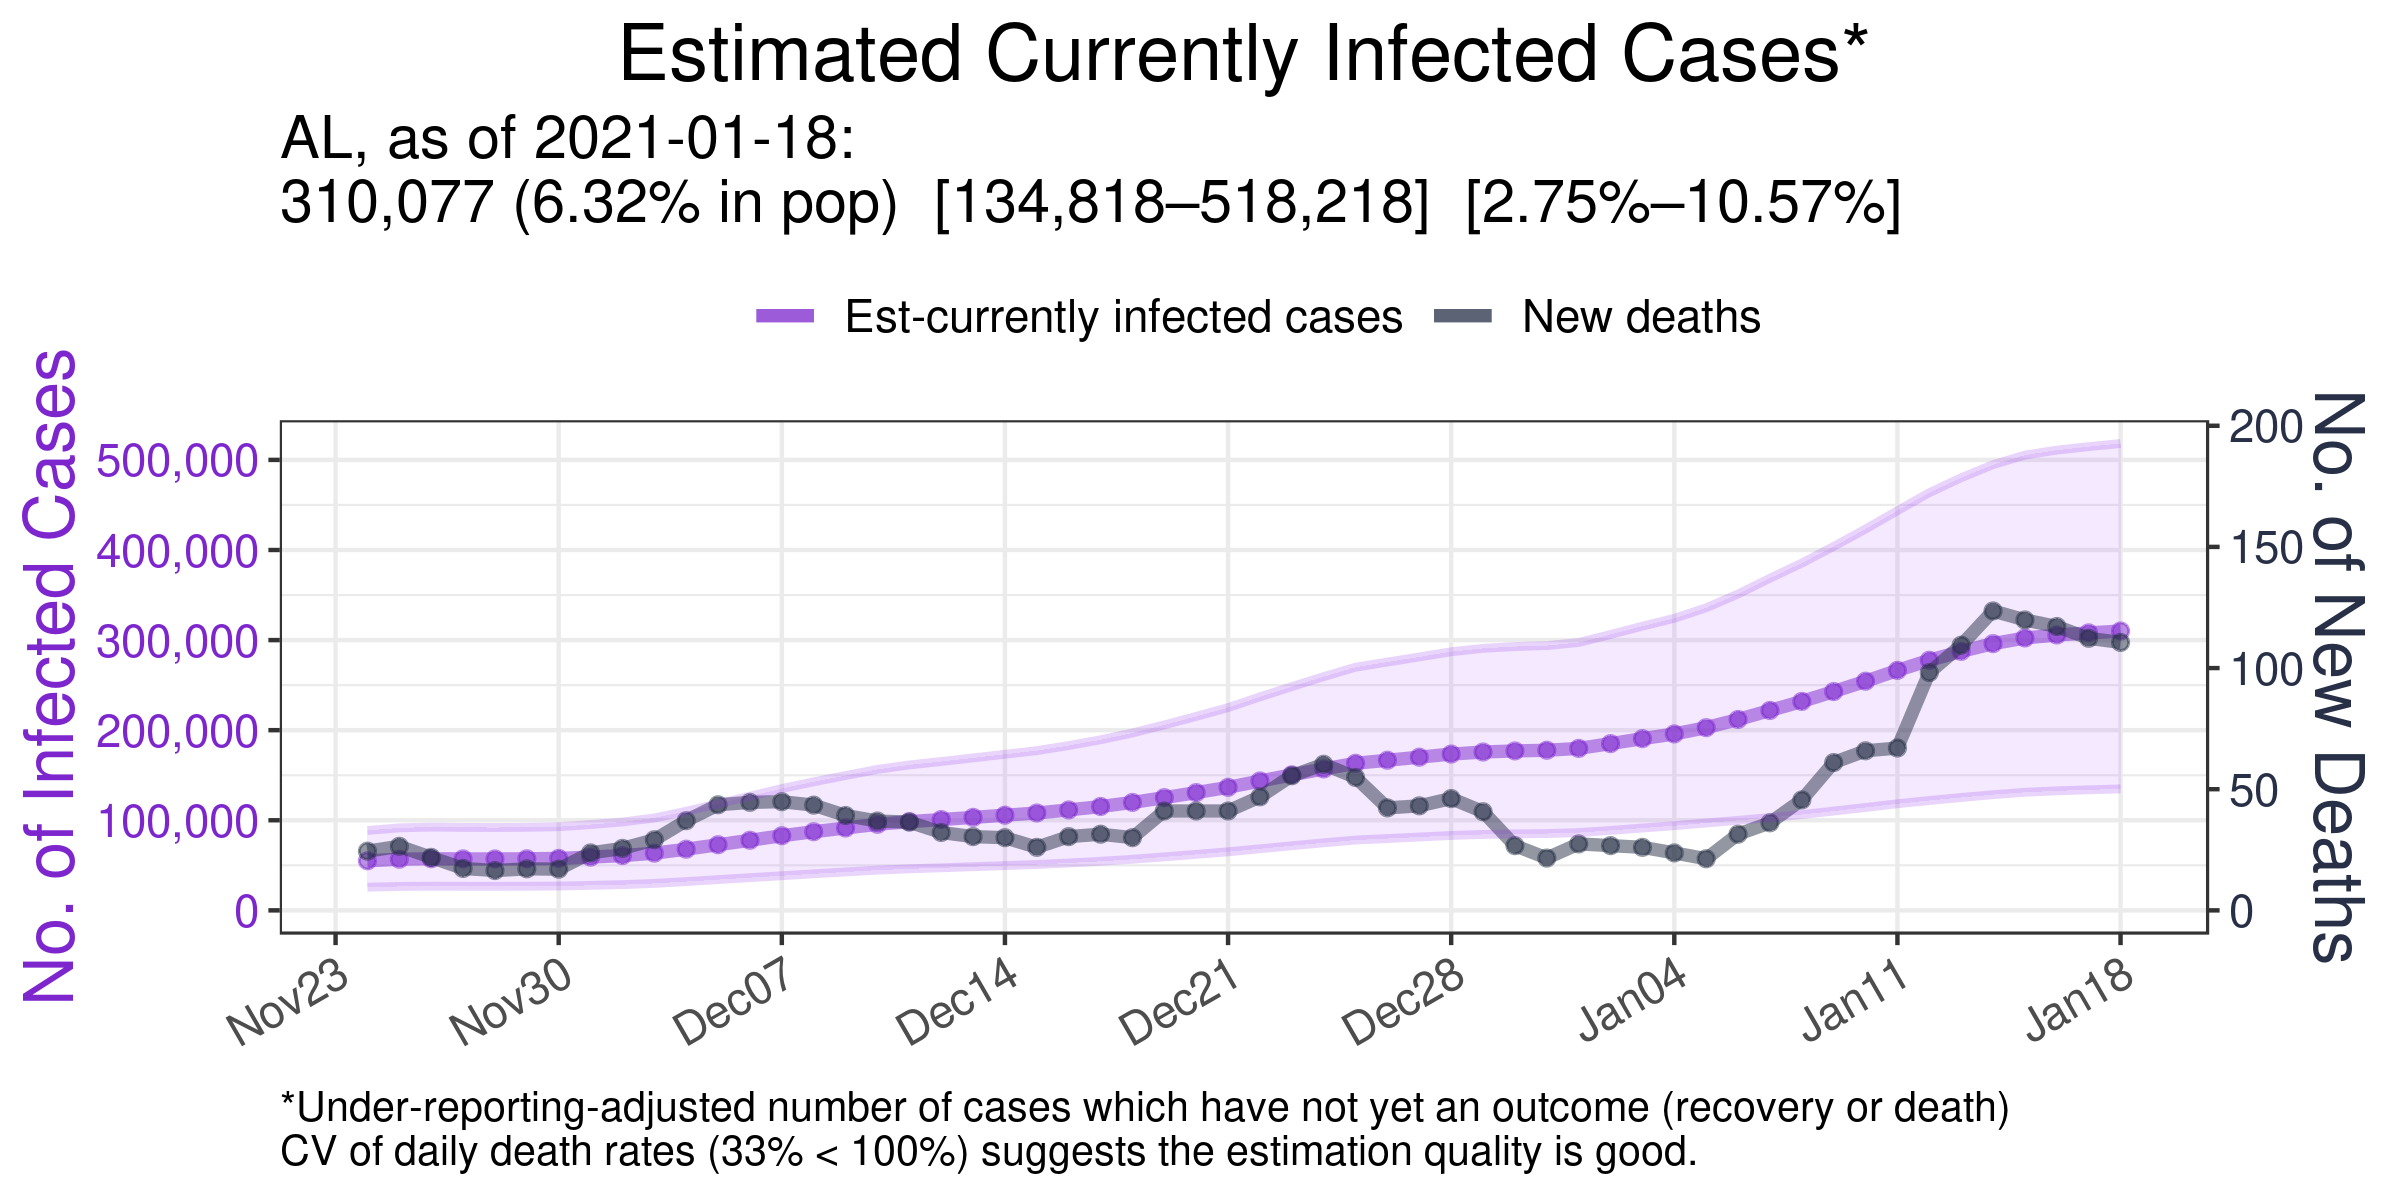 Estimated Currently Infected Cases*
AL, as of 2021-01-18:
310,077 (6.32% in pop)  [134,818–518,218]  [2.75%–10.57%]
Est-currently infected cases
New deaths
No. of Infected Cases
500,000
400,000
300,000
200,000
100,000
0
200
150
100
50
0
No. of New Deaths
Nov23
Nov30
Dec07
Dec14
Dec21
Dec28
Jan04
Jan11
Jan18
*Under-reporting-adjusted number of cases which have not yet an outcome (recovery or death)
CV of daily death rates (33% < 100%) suggests the estimation quality is good.